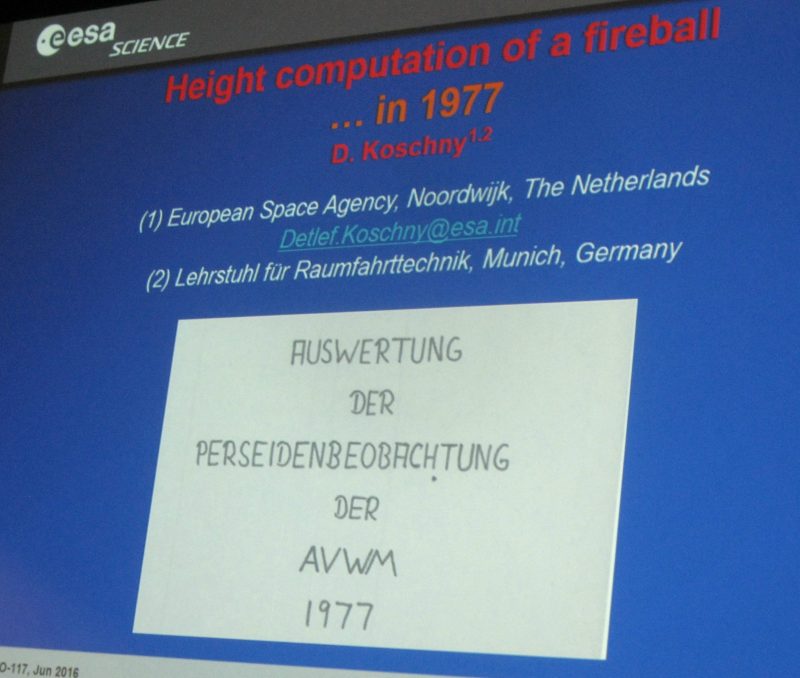 esa SCIENCE
Height computation of a fireball
… in 1977
D. Koschny1,2
(1) European Space Agency, Noordwijk, The Netherlands
Detlef.Koschny@esa.int
(2) Lehrstuhl für Raumfahrttechnik, Munich, Germany
AUSWERTUNG
DER
PERSEIDENBEOBACHTUNG
DER
AVWM
1977
O-117, Jun 2016